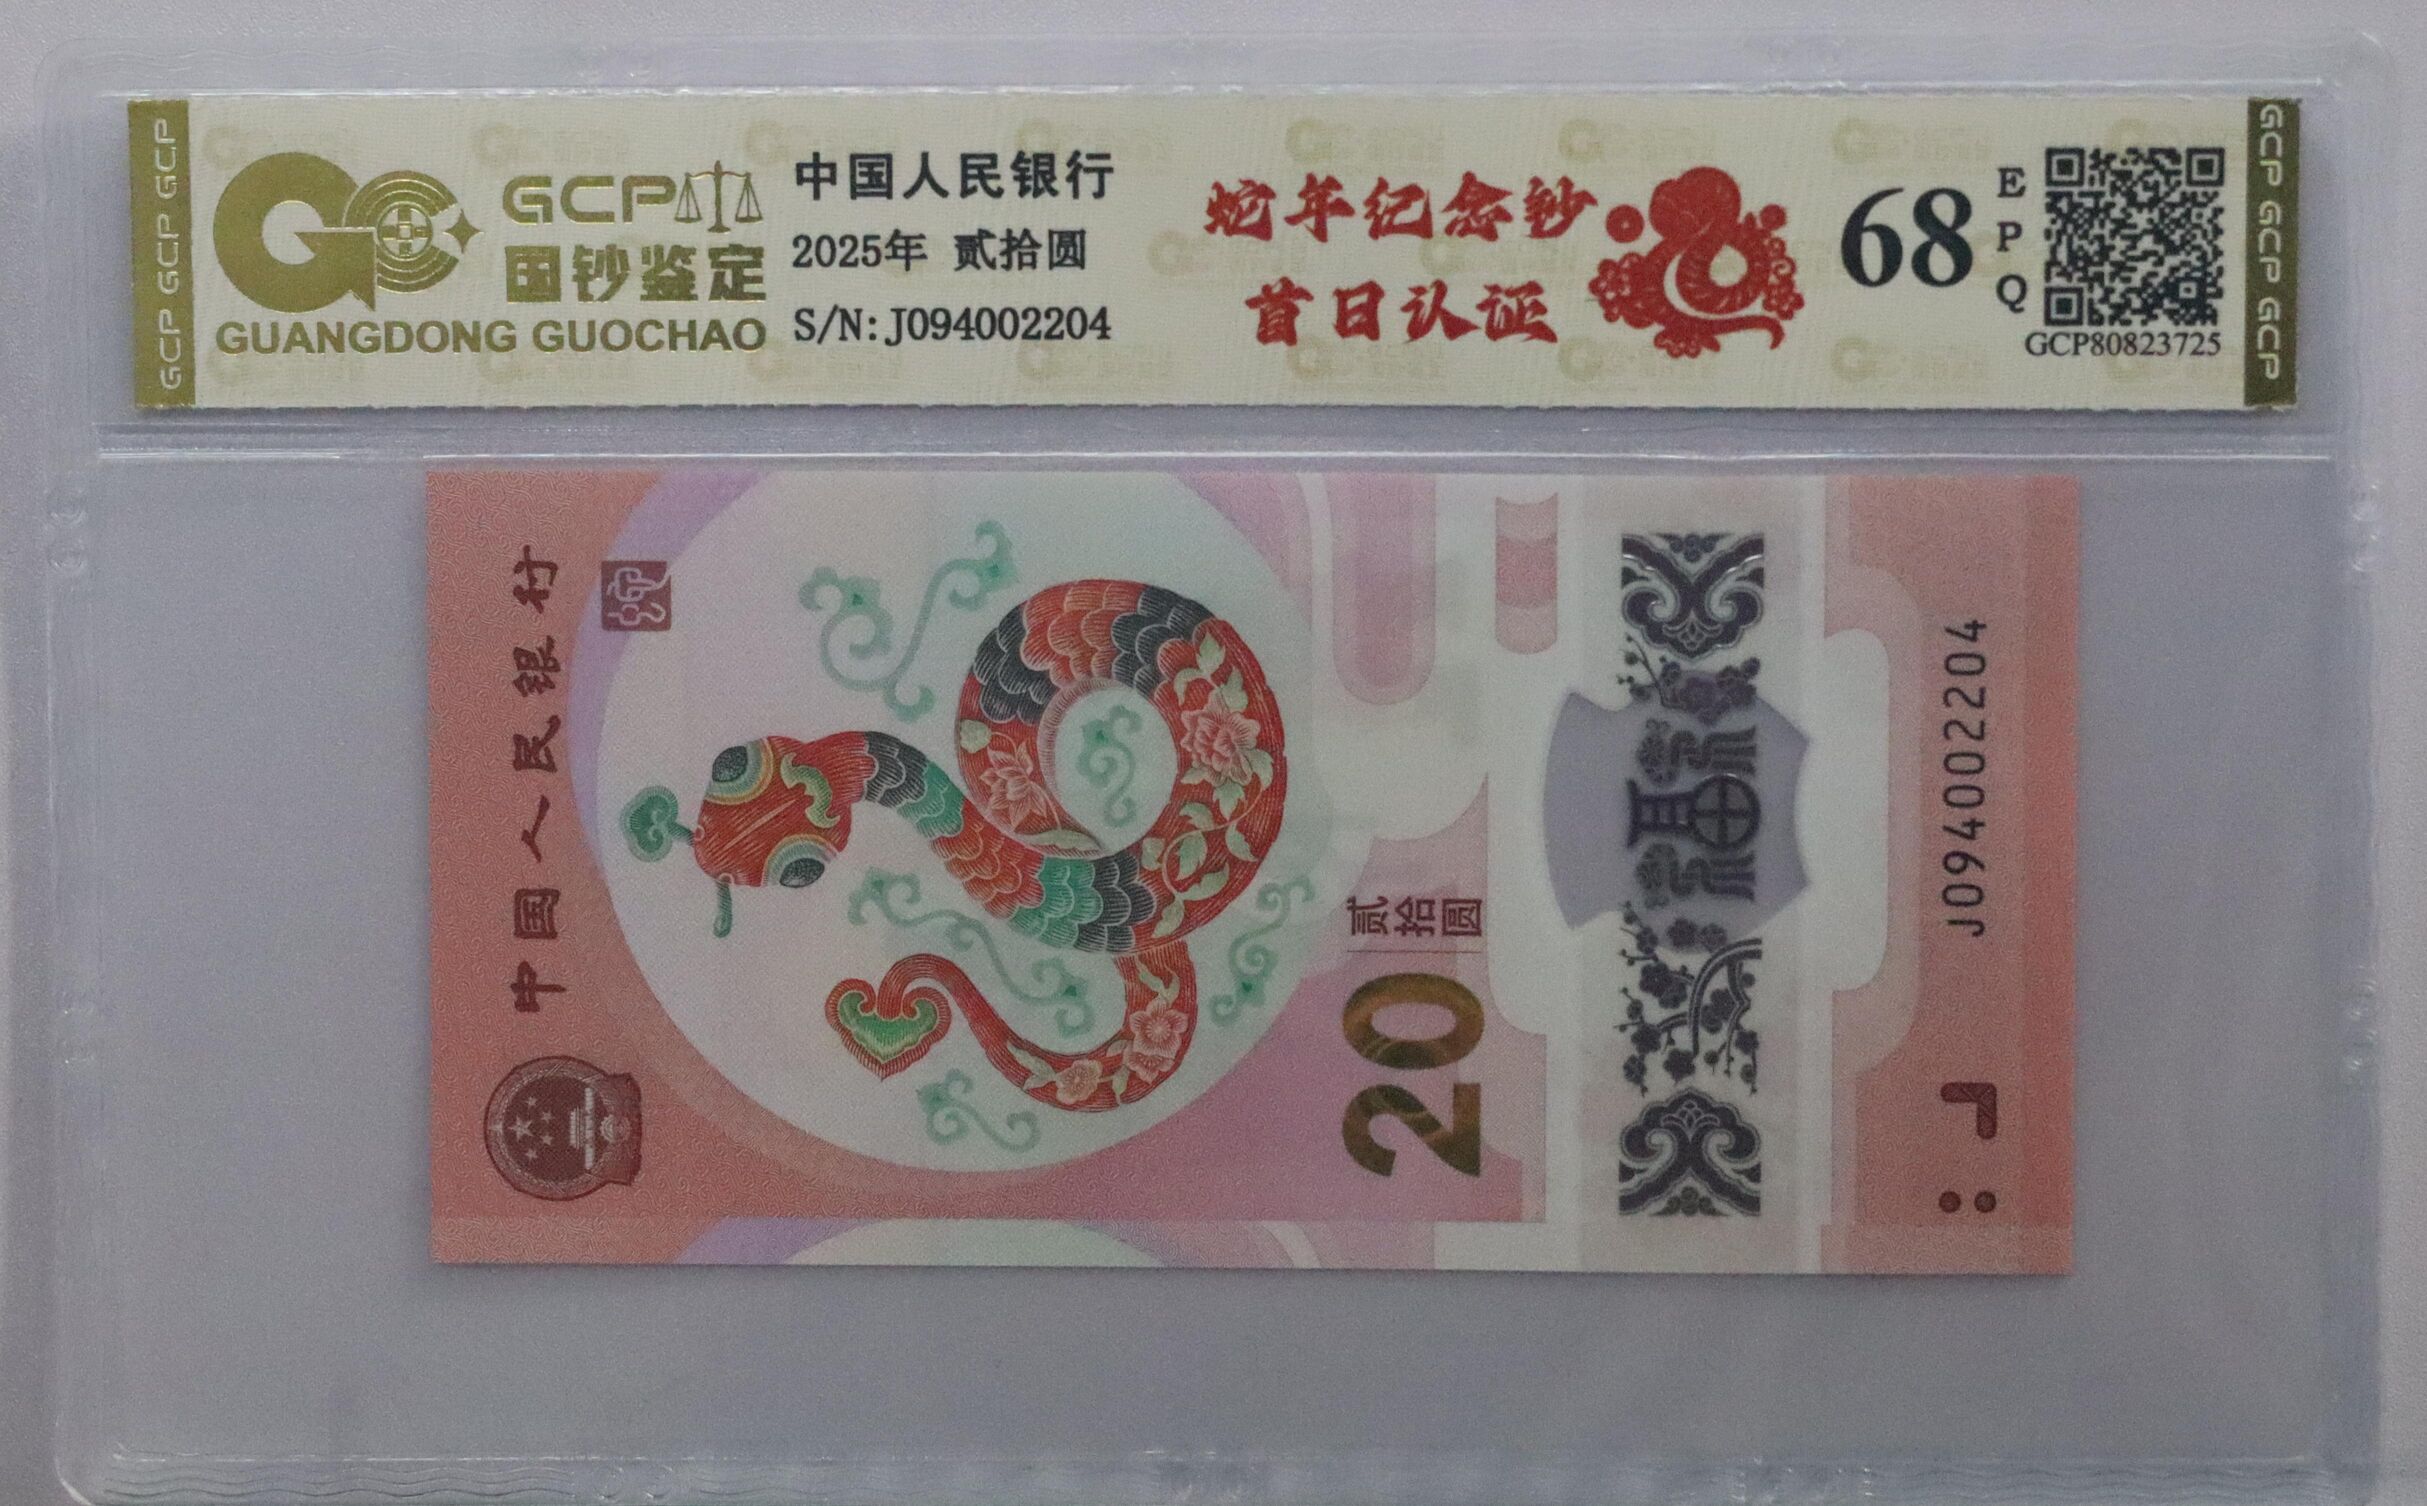 GCP GCP GCP
GCP
国钞鉴定
GUANGDONG GUOCHAO
中国人民银行
2025年 贰拾圆
S/N:J094002204
蛇年纪念钞
首日认证
68
EPQ
GCP80823725
GCP GCP GCP
中国人民银行
20
贰拾圆
J094002204